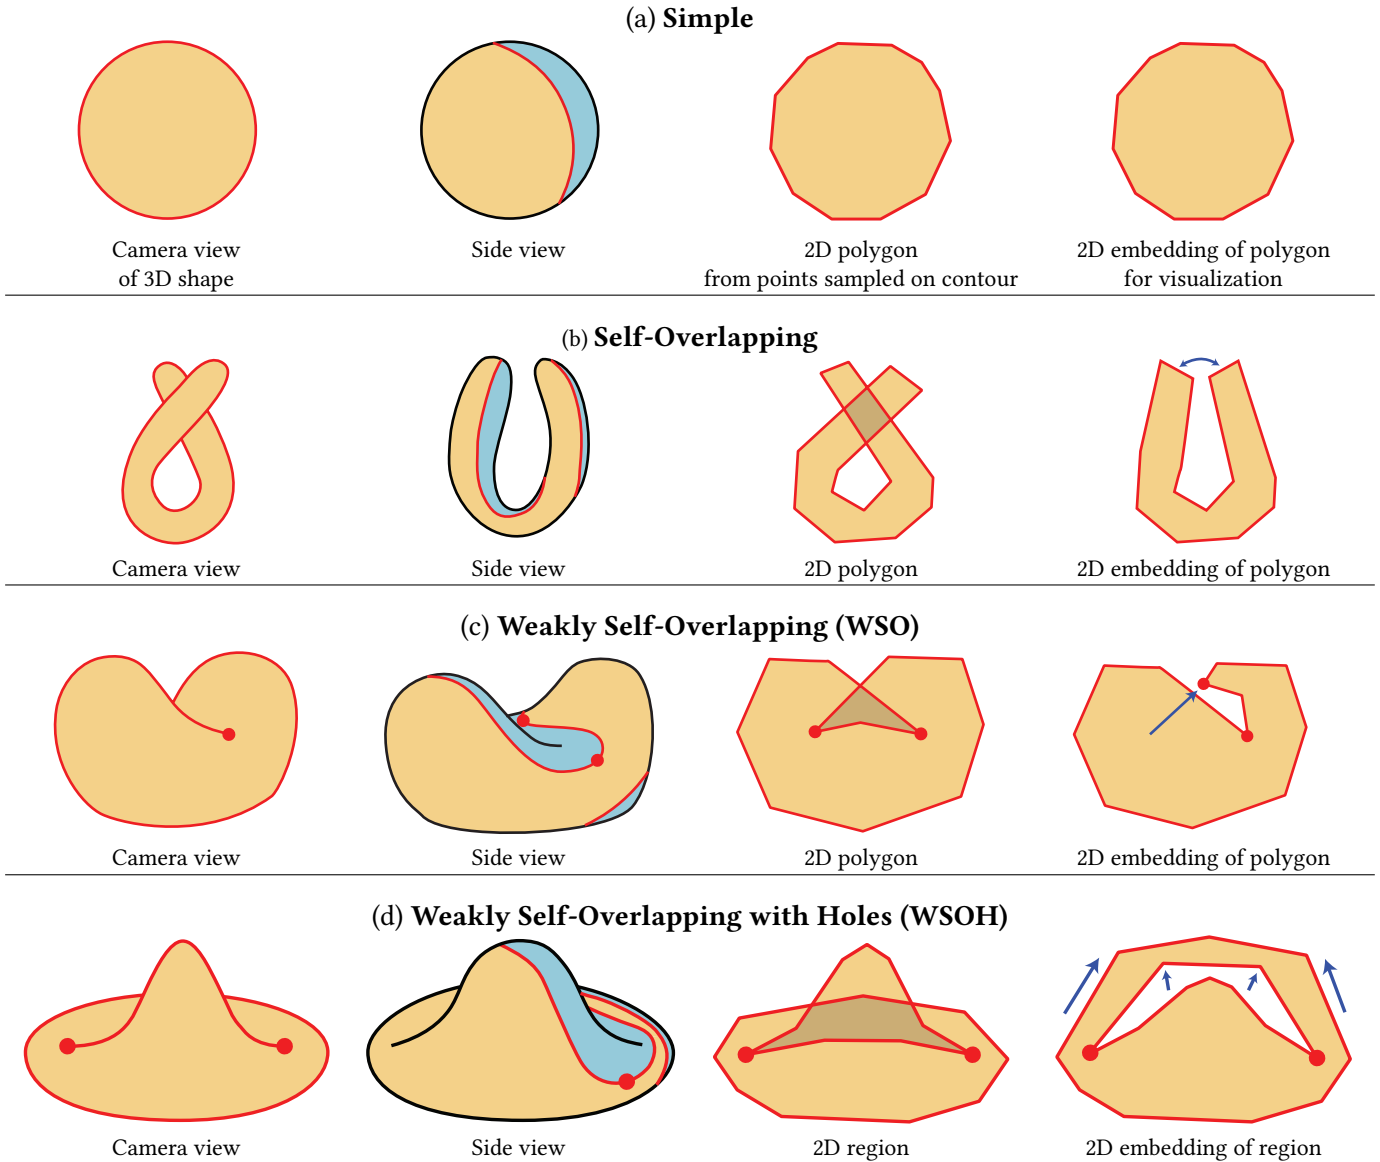 (a) Simple
Camera view
of 3D shape
Side view
2D polygon
from points sampled on contour
2D embedding of polygon
for visualization
(b) Self-Overlapping
Camera view
Side view
2D polygon
2D embedding of polygon
(c) Weakly Self-Overlapping (WSO)
Camera view
Side view
2D polygon
2D embedding of polygon
(d) Weakly Self-Overlapping with Holes (WSOH)
Camera view
Side view
2D region
2D embedding of region